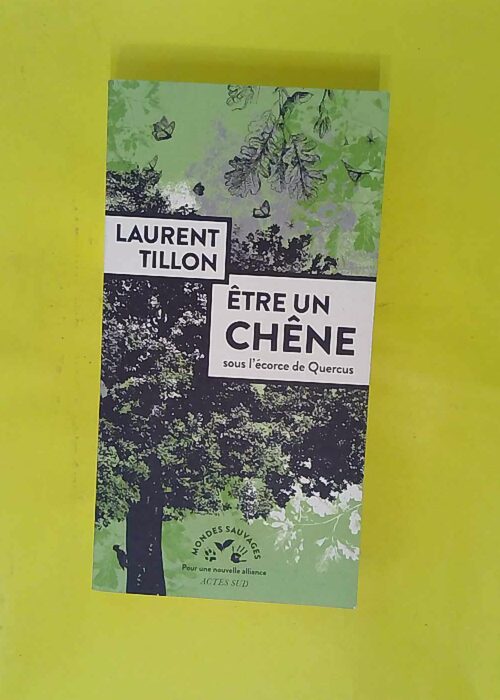 LAURENT
TILLON
ÊTRE UN
CHÊNE
sous l'écorce de Quercus
MONDES SAUVAGES
Pour une nouvelle alliance
ACTES SUD